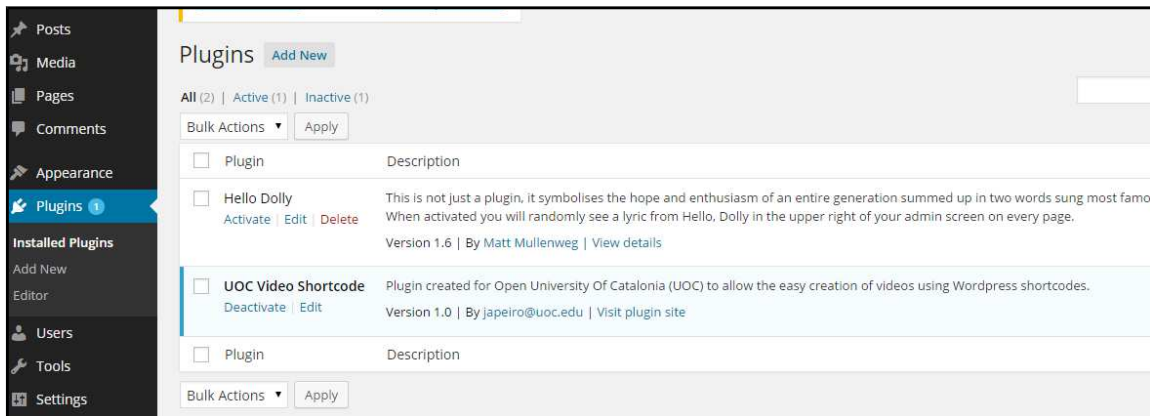 Posts
Media
Pages
Comments
Appearance
Plugins 1
Installed Plugins
Add New
Editor
Users
Tools
Settings
Plugins Add New
All (2) | Active (1) | Inactive (1)
Bulk Actions ▼ Apply
Plugin Description
Hello Dolly
Activate | Edit | Delete
This is not just a plugin, it symbolises the hope and enthusiasm of an entire generation summed up in two words sung most famo
When activated you will randomly see a lyric from Hello, Dolly in the upper right of your admin screen on every page.
Version 1.6 | By Matt Mullenweg | View details
UOC Video Shortcode
Deactivate | Edit
Plugin created for Open University Of Catalonia (UOC) to allow the easy creation of videos using Wordpress shortcodes.
Version 1.0 | By japeiro@uoc.edu | Visit plugin site
Plugin Description
Bulk Actions ▼ Apply